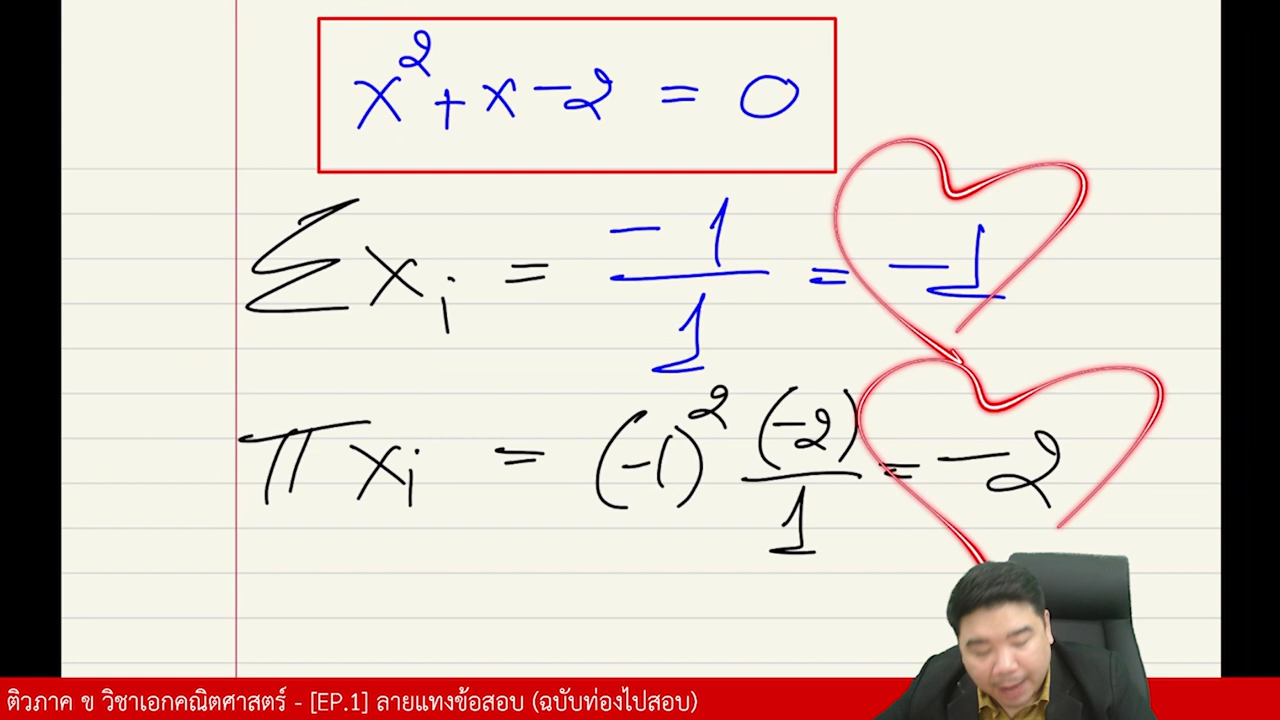 x² + x - 2 = 0
Σxᵢ = -1/1 = -1
πxᵢ = (-1)² (-2)/1 = -2
ติวภาค ข วิชาเอกคณิตศาสตร์ - [EP.1] ลายแทงข้อสอบ (ฉบับท่องไปสอบ)